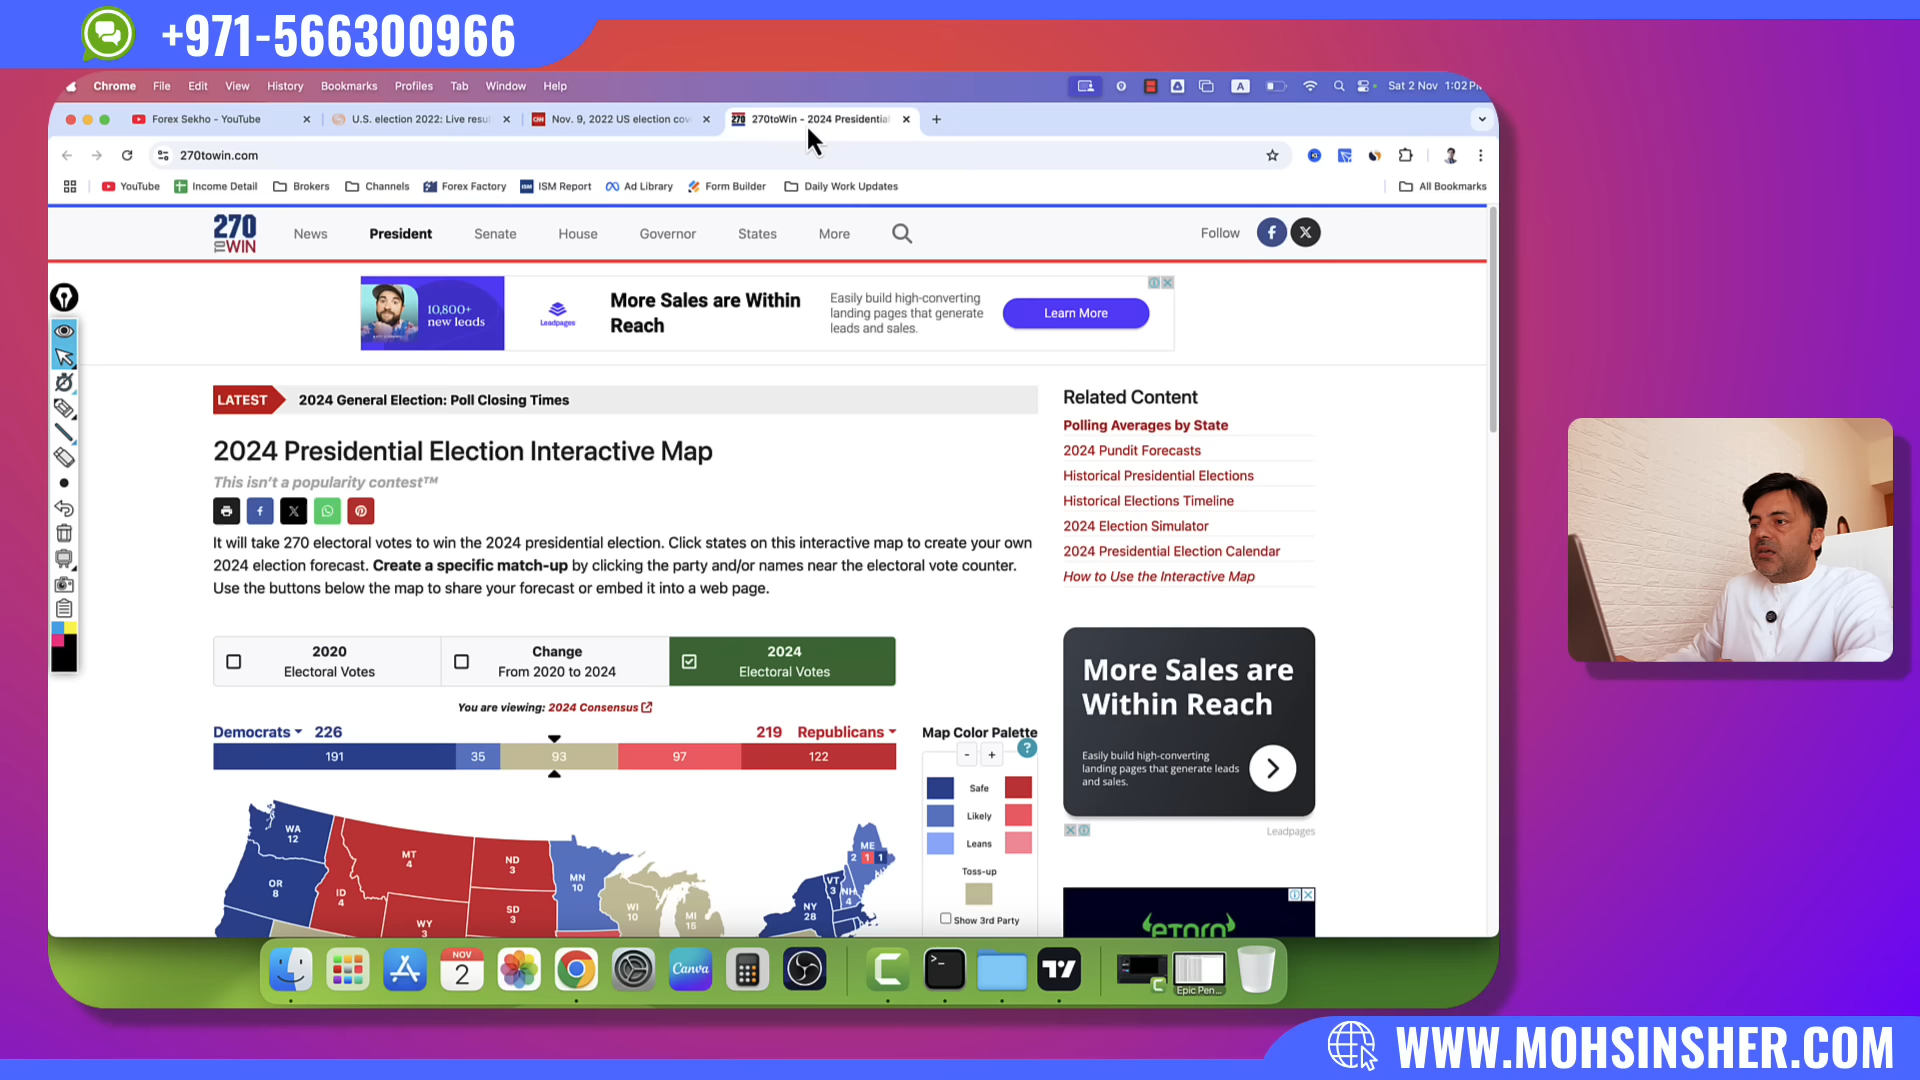 +971-566300966
Chrome File Edit View History Bookmarks Profiles Tab Window Help
A Sat 2 Nov 1:02 PM
Forex Sekho - YouTube
U.S. election 2022: Live resul
Nov. 9, 2022 US election cov
270toWin - 2024 Presidential
270towin.com
YouTube Income Detail Brokers Channels Forex Factory ISM Report Ad Library Form Builder Daily Work Updates All Bookmarks
270
TO WIN
News President Senate House Governor States More
Follow
10,800+
new leads
Leadpages
More Sales are Within
Reach
Easily build high-converting
landing pages that generate
leads and sales.
Learn More
LATEST 2024 General Election: Poll Closing Times
2024 Presidential Election Interactive Map
This isn't a popularity contest™
It will take 270 electoral votes to win the 2024 presidential election. Click states on this interactive map to create your own
2024 election forecast. Create a specific match-up by clicking the party and/or names near the electoral vote counter.
Use the buttons below the map to share your forecast or embed it into a web page.
2020
Electoral Votes
Change
From 2020 to 2024
2024
Electoral Votes
You are viewing: 2024 Consensus
Democrats 226
219 Republicans
191 35 93 97 122
Map Color Palette
- + ?
Safe
Likely
Leans
Toss-up
Show 3rd Party
WA
12
OR
8
MT
4
ID
4
WY
3
ND
3
SD
3
MN
10
WI
10
MI
15
NY
28
VT
3
NH
4
ME
2 1 1
Related Content
Polling Averages by State
2024 Pundit Forecasts
Historical Presidential Elections
Historical Elections Timeline
2024 Election Simulator
2024 Presidential Election Calendar
How to Use the Interactive Map
More Sales are
Within Reach
Easily build high-converting
landing pages that generate leads
and sales.
Leadpages
eToro
NOV
2
Canva
Epic Pen...
WWW.MOHSINSHER.COM